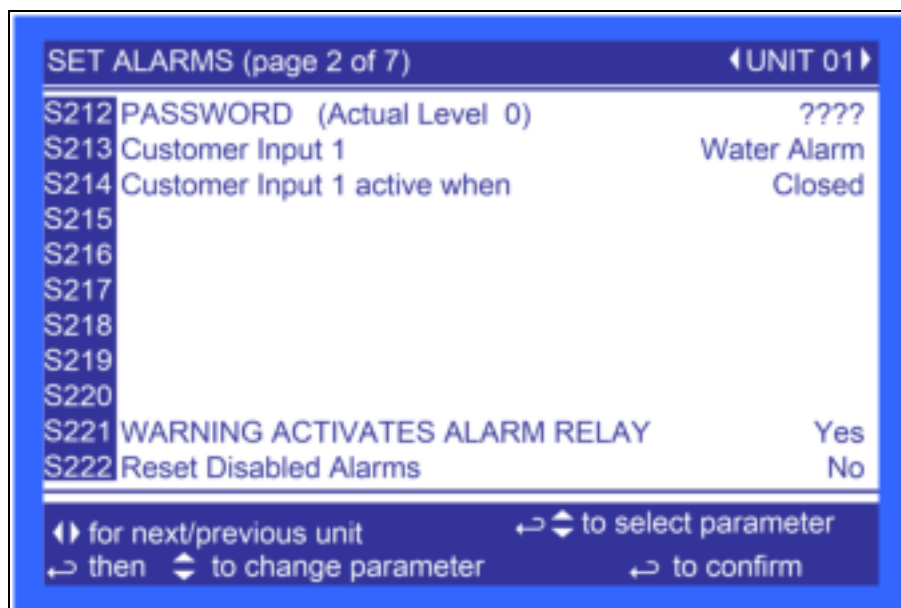 SET ALARMS (page 2 of 7) UNIT 01
S212 PASSWORD (Actual Level 0) ????
S213 Customer Input 1 Water Alarm
S214 Customer Input 1 active when Closed
S215
S216
S217
S218
S219
S220
S221 WARNING ACTIVATES ALARM RELAY Yes
S222 Reset Disabled Alarms No
for next/previous unit to select parameter
then to change parameter to confirm